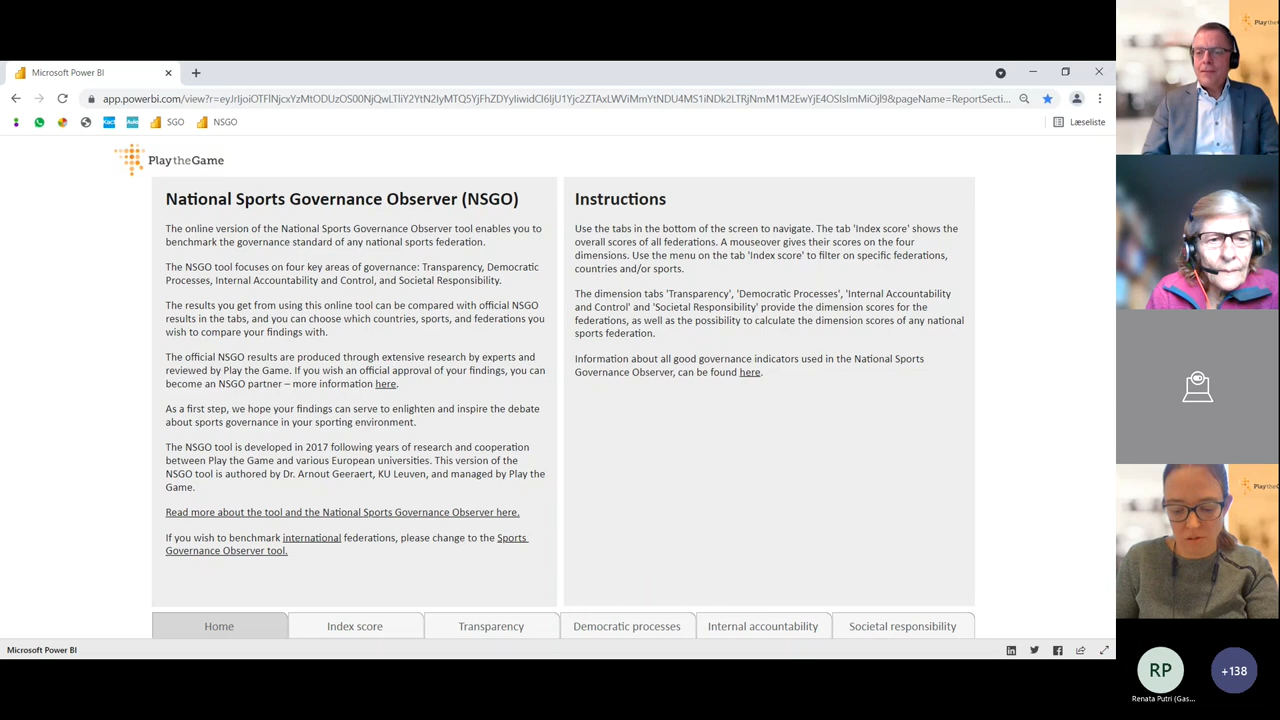 Microsoft Power BI
SGO
NSGO
Læseliste
PlaytheGame
National Sports Governance Observer (NSGO)
The online version of the National Sports Governance Observer tool enables you to
benchmark the governance standard of any national sports federation.
The NSGO tool focuses on four key areas of governance: Transparency, Democratic
Processes, Internal Accountability and Control, and Societal Responsibility.
The results you get from using this online tool can be compared with official NSGO
results in the tabs, and you can choose which countries, sports, and federations you
wish to compare your findings with.
The official NSGO results are produced through extensive research by experts and
reviewed by Play the Game. If you wish an official approval of your findings, you can
become an NSGO partner – more information here.
As a first step, we hope your findings can serve to enlighten and inspire the debate
about sports governance in your sporting environment.
The NSGO tool is developed in 2017 following years of research and cooperation
between Play the Game and various European universities. This version of the
NSGO tool is authored by Dr. Arnout Geeraert, KU Leuven, and managed by Play the
Game.
Read more about the tool and the National Sports Governance Observer here.
If you wish to benchmark international federations, please change to the Sports
Governance Observer tool.
Instructions
Use the tabs in the bottom of the screen to navigate. The tab 'Index score' shows the
overall scores of all federations. A mouseover gives their scores on the four
dimensions. Use the menu on the tab 'Index score' to filter on specific federations,
countries and/or sports.
The dimension tabs 'Transparency', 'Democratic Processes', 'Internal Accountability
and Control' and 'Societal Responsibility' provide the dimension scores for the
federations, as well as the possibility to calculate the dimension scores of any national
sports federation.
Information about all good governance indicators used in the National Sports
Governance Observer, can be found here.
Home
Index score
Transparency
Democratic processes
Internal accountability
Societal responsibility
Microsoft Power BI
RP
+138
Renata Putri (Gas...